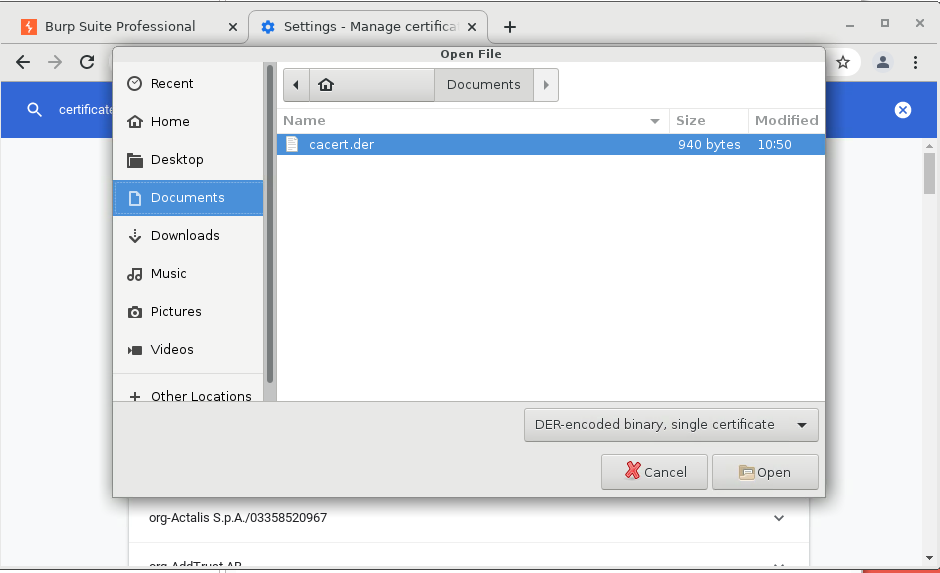 Burp Suite Professional
Settings - Manage certifica
Open File
certificate
Recent
Home
Desktop
Documents
Downloads
Music
Pictures
Videos
Other Locations
Documents
Name Size Modified
cacert.der 940 bytes 10:50
DER-encoded binary, single certificate
Cancel Open
org-Actalis S.p.A./03358520967
org-AddTrust AB